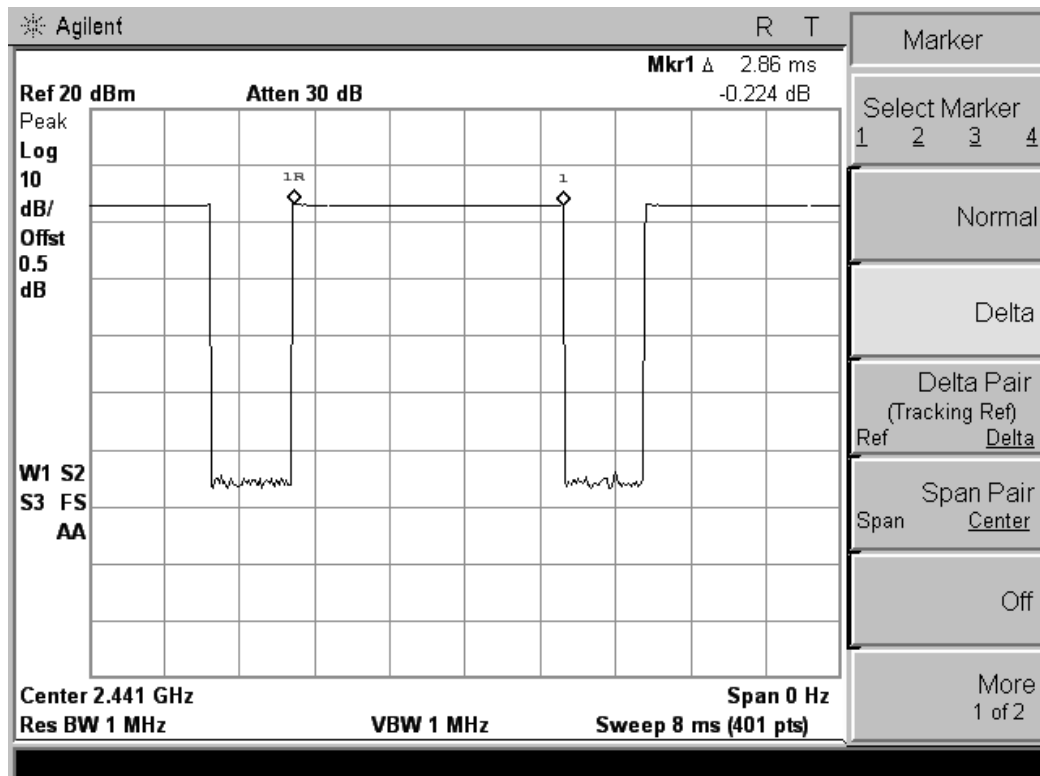 Agilent R T
Mkr1 Δ 2.86 ms
Ref 20 dBm Atten 30 dB -0.224 dB
Peak
Log
10
dB/
Offst
0.5
dB
1R 1
W1 S2
S3 FS
AA
Center 2.441 GHz Span 0 Hz
Res BW 1 MHz VBW 1 MHz Sweep 8 ms (401 pts)
Marker
Select Marker
1 2 3 4
Normal
Delta
Delta Pair
(Tracking Ref)
Ref Delta
Span Pair
Span Center
Off
More
1 of 2